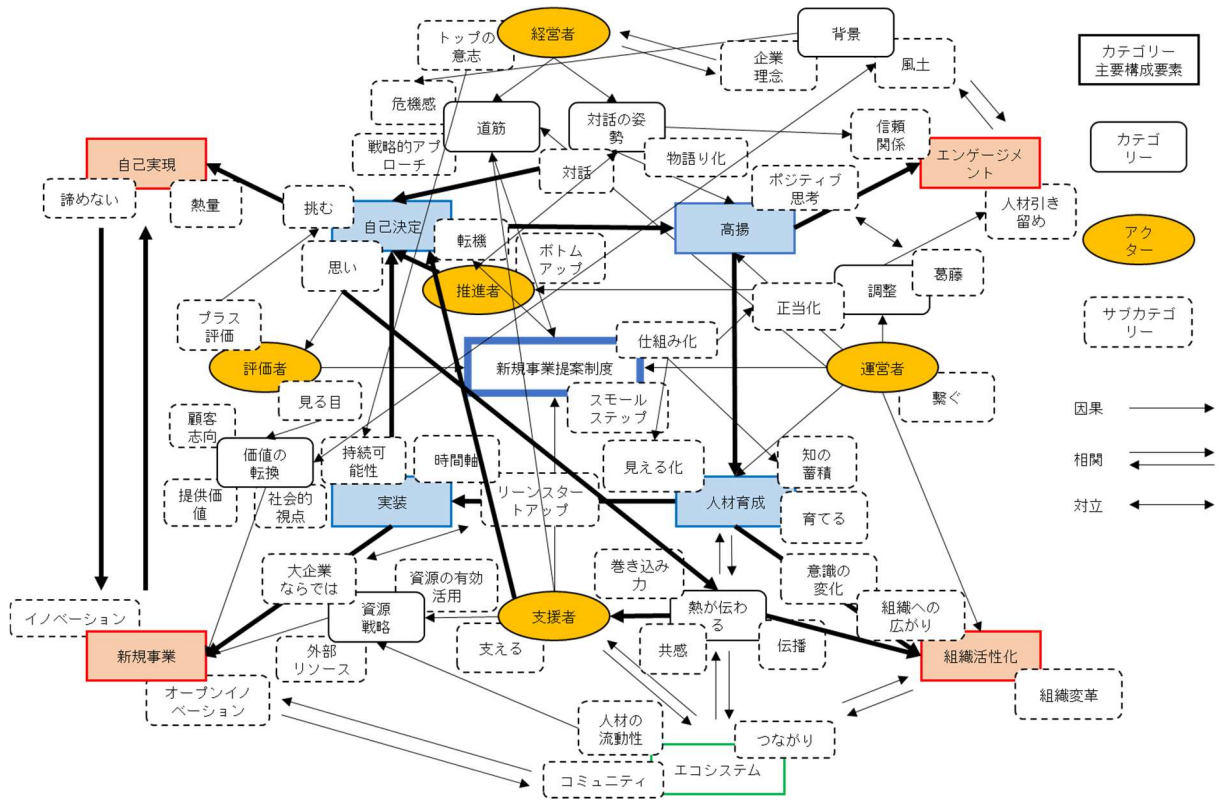 経営者
トップの
意志
背景
企業
理念
風土
カテゴリー
主要構成要素
危機感
道筋
対話の姿
勢
信頼
関係
カテゴ
リー
戦略的アプ
ローチ
物語り化
エンゲージメ
ント
自己実現
対話
ポジティブ
思考
諦めない
熱量
挑む
人材引き
留め
自己決定
転機
高揚
アク
ター
ボトム
アップ
思い
推進者
調整
葛藤
正当化
プラス
評価
サブカテゴ
リー
仕組み化
評価者
新規事業提案制度
運営者
見る目
スモール
ステップ
繋ぐ
顧客
志向
因果
価値の
転換
持続可
能性
時間軸
見える化
知の
蓄積
相関
提供価
値
社会的
視点
実装
リーンスター
トアップ
人材育成
育てる
対立
大企業
ならでは
資源の有効
活用
巻き込み
力
意識の
変化
イノベーション
資源
戦略
支援者
熱が伝わ
る
組織への
広がり
新規事業
外部
リソース
支える
共感
伝播
組織活性化
オープンイノ
ベーション
組織変革
人材の
流動性
つながり
コミュニティ
エコシステム